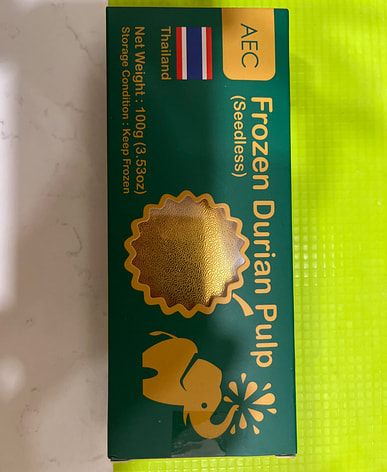 AEC
Frozen Durian Pulp
(Seedless)
Thailand
Net Weight : 100g (3.53oz)
Storage Condition : Keep Frozen